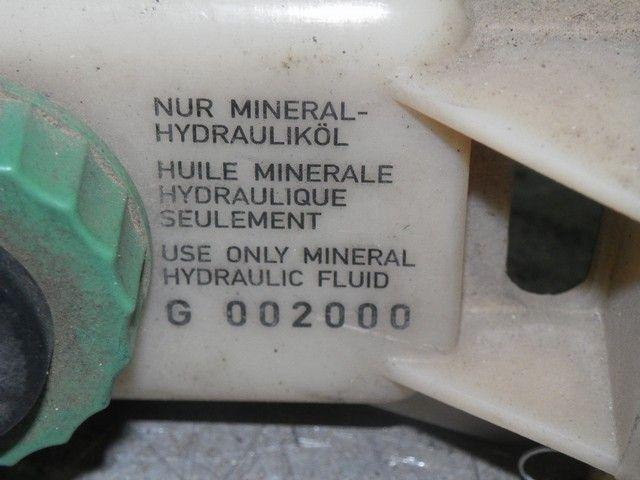 NUR MINERAL-
HYDRAULIKÖL
HUILE MINERALE
HYDRAULIQUE
SEULEMENT
USE ONLY MINERAL
HYDRAULIC FLUID
G 002000